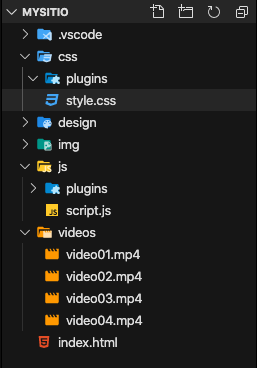 MYSITIO
.vscode
css
plugins
style.css
design
img
js
plugins
script.js
videos
video01.mp4
video02.mp4
video03.mp4
video04.mp4
index.html